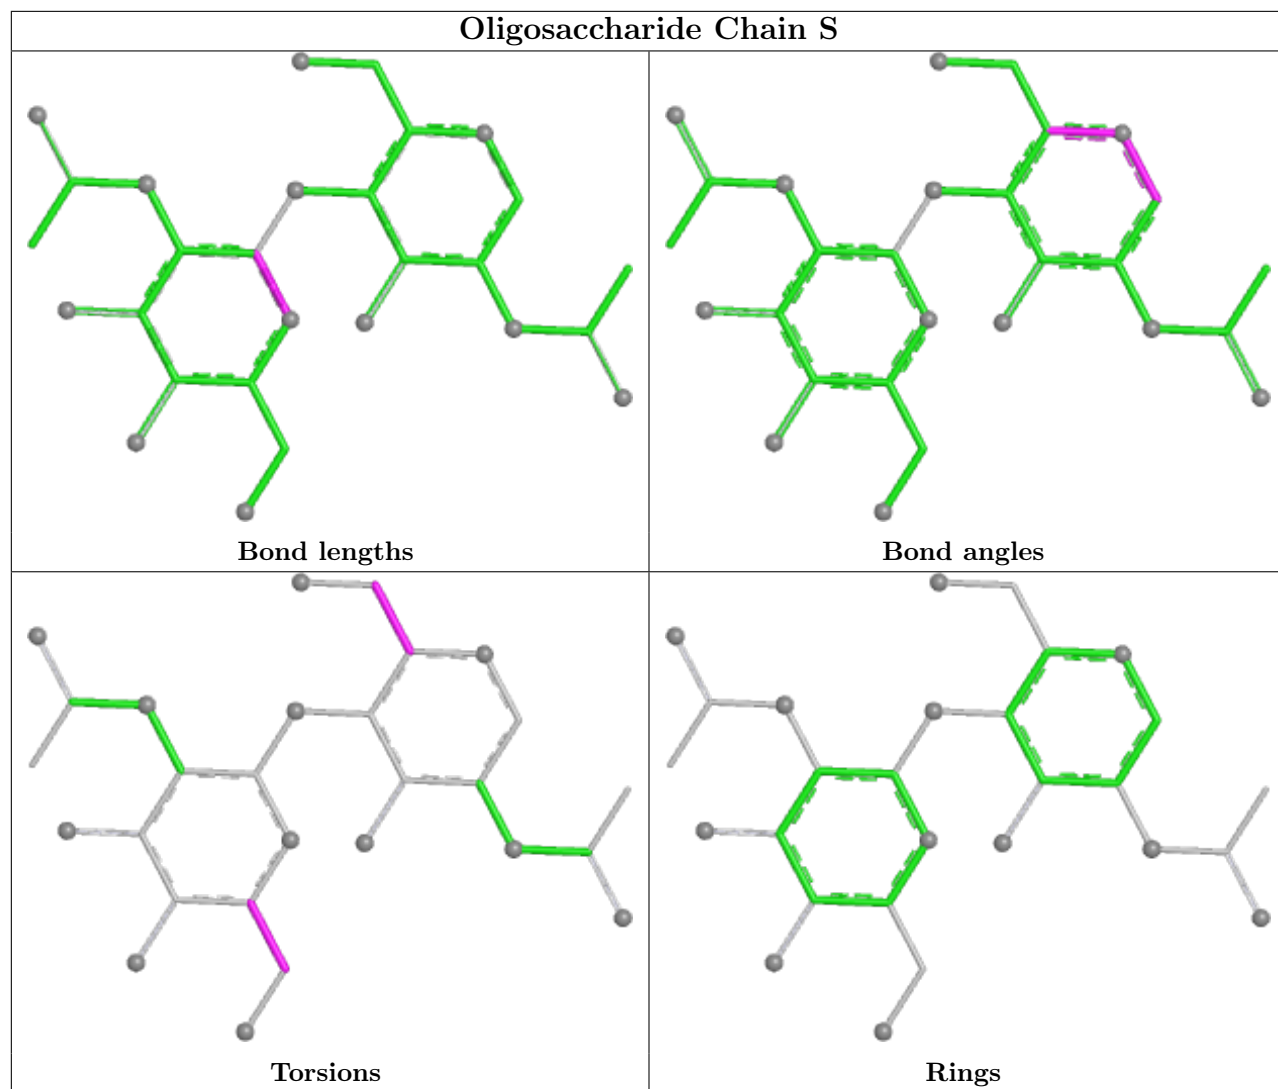 Oligosaccharide Chain S
Bond lengths
Bond angles
Torsions
Rings